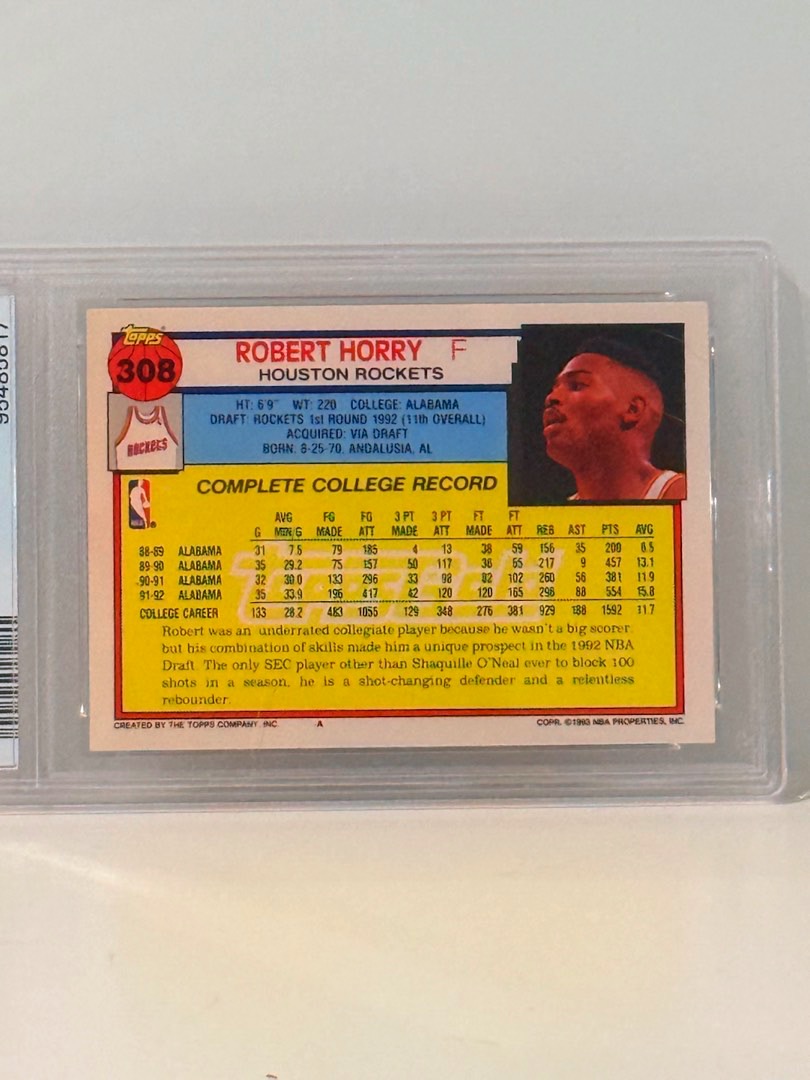 95485817
Topps
308
ROBERT HORRY F
HOUSTON ROCKETS
ROCKETS
HT: 6'9" WT: 220 COLLEGE: ALABAMA
DRAFT: ROCKETS 1st ROUND 1992 (11th OVERALL)
ACQUIRED: VIA DRAFT
BORN: 8-25-70, ANDALUSIA, AL
COMPLETE COLLEGE RECORD
G AVG MEN/G FG MADE FG ATT 3 PT MADE 3 PT ATT FT MADE FT ATT REB AST PTS AVG
88-89 ALABAMA 31 7.5 79 185 4 13 38 59 156 35 200 6.5
89-90 ALABAMA 35 29.2 75 157 50 117 36 55 217 9 457 13.1
90-91 ALABAMA 32 30.0 133 296 33 98 82 102 260 56 381 11.9
91-92 ALABAMA 35 33.9 196 417 42 120 120 165 296 88 554 15.8
COLLEGE CAREER 133 28.2 483 1055 129 348 276 381 929 188 1592 11.7
Robert was an underrated collegiate player because he wasn't a big scorer,
but his combination of skills made him a unique prospect in the 1992 NBA
Draft. The only SEC player other than Shaquille O'Neal ever to block 100
shots in a season, he is a shot-changing defender and a relentless
rebounder.
CREATED BY THE TOPPS COMPANY, INC. A COPR. ©1993 NBA PROPERTIES, INC.